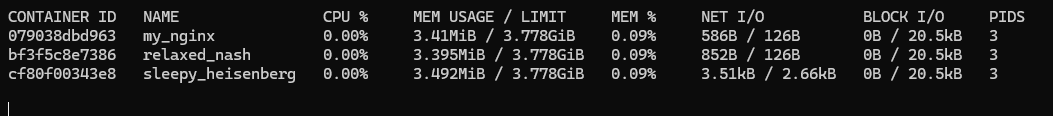 CONTAINER ID   NAME                CPU %     MEM USAGE / LIMIT     MEM %     NET I/O           BLOCK I/O     PIDS
079038dbd963   my_nginx            0.00%     3.41MiB / 3.778GiB    0.09%     586B / 126B       0B / 20.5kB   3
bf3f5c8e7386   relaxed_nash        0.00%     3.395MiB / 3.778GiB   0.09%     852B / 126B       0B / 20.5kB   3
cf80f00343e8   sleepy_heisenberg   0.00%     3.492MiB / 3.778GiB   0.09%     3.51kB / 2.66kB   0B / 20.5kB   3